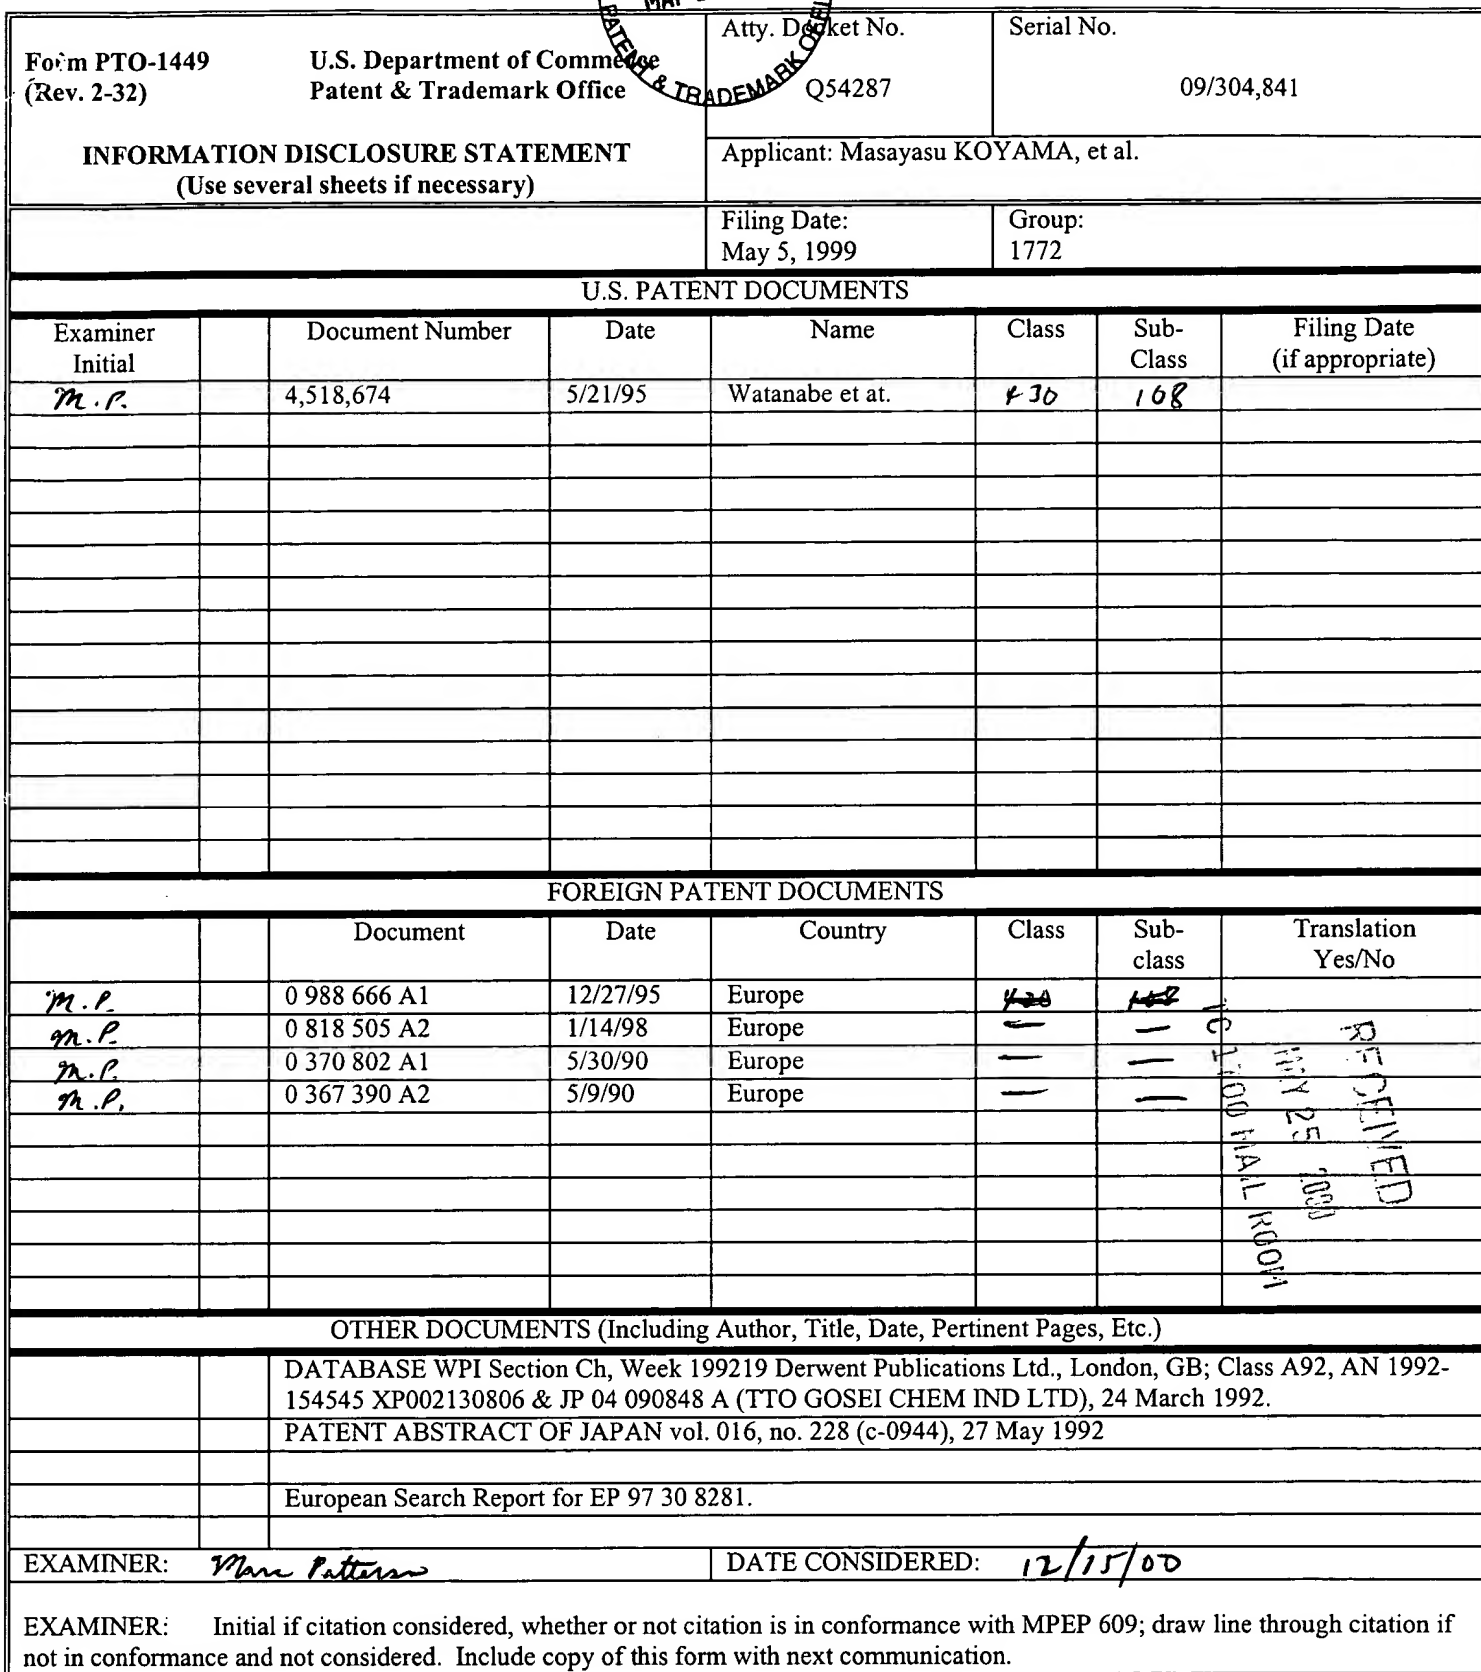 PATENT & TRADEMARK OFFICE
Form PTO-1449
(Rev. 2-32)
U.S. Department of Commerce
Patent & Trademark Office
INFORMATION DISCLOSURE STATEMENT
(Use several sheets if necessary)
Atty. Docket No.
Q54287
Serial No.
09/304,841
Applicant: Masayasu KOYAMA, et al.
Filing Date:
May 5, 1999
Group:
1772
U.S. PATENT DOCUMENTS
Examiner Initial Document Number Date Name Class Sub-Class Filing Date (if appropriate)
M.P. 4,518,674 5/21/95 Watanabe et at. 430 168
FOREIGN PATENT DOCUMENTS
Document Date Country Class Sub-class Translation Yes/No
M.P. 0 988 666 A1 12/27/95 Europe
M.P. 0 818 505 A2 1/14/98 Europe — —
M.P. 0 370 802 A1 5/30/90 Europe — —
M.P. 0 367 390 A2 5/9/90 Europe — —
RECEIVED
MAY 25 2000
TC 1700 MAIL ROOM
OTHER DOCUMENTS (Including Author, Title, Date, Pertinent Pages, Etc.)
DATABASE WPI Section Ch, Week 199219 Derwent Publications Ltd., London, GB; Class A92, AN 1992-
154545 XP002130806 & JP 04 090848 A (TTO GOSEI CHEM IND LTD), 24 March 1992.
PATENT ABSTRACT OF JAPAN vol. 016, no. 228 (c-0944), 27 May 1992
European Search Report for EP 97 30 8281.
EXAMINER: Marc Patterson
DATE CONSIDERED: 12/15/00
EXAMINER: Initial if citation considered, whether or not citation is in conformance with MPEP 609; draw line through citation if
not in conformance and not considered. Include copy of this form with next communication.